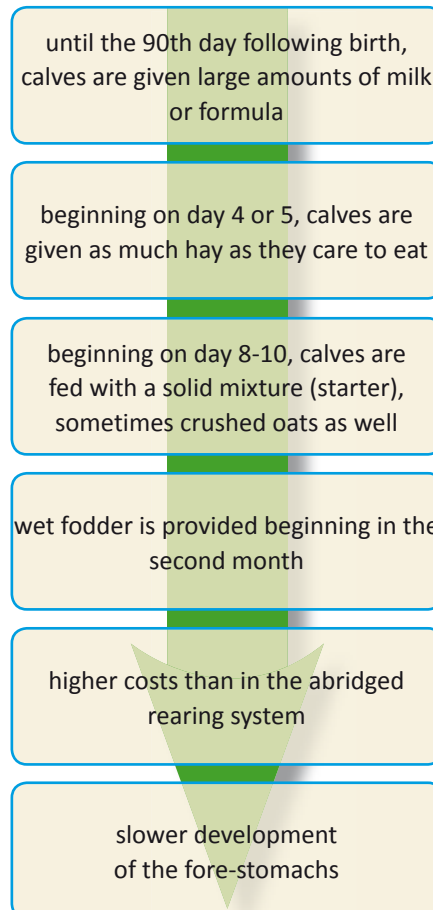 until the 90th day following birth,
calves are given large amounts of milk
or formula
beginning on day 4 or 5, calves are
given as much hay as they care to eat
beginning on day 8-10, calves are
fed with a solid mixture (starter),
sometimes crushed oats as well
wet fodder is provided beginning in the
second month
higher costs than in the abridged
rearing system
slower development
of the fore-stomachs